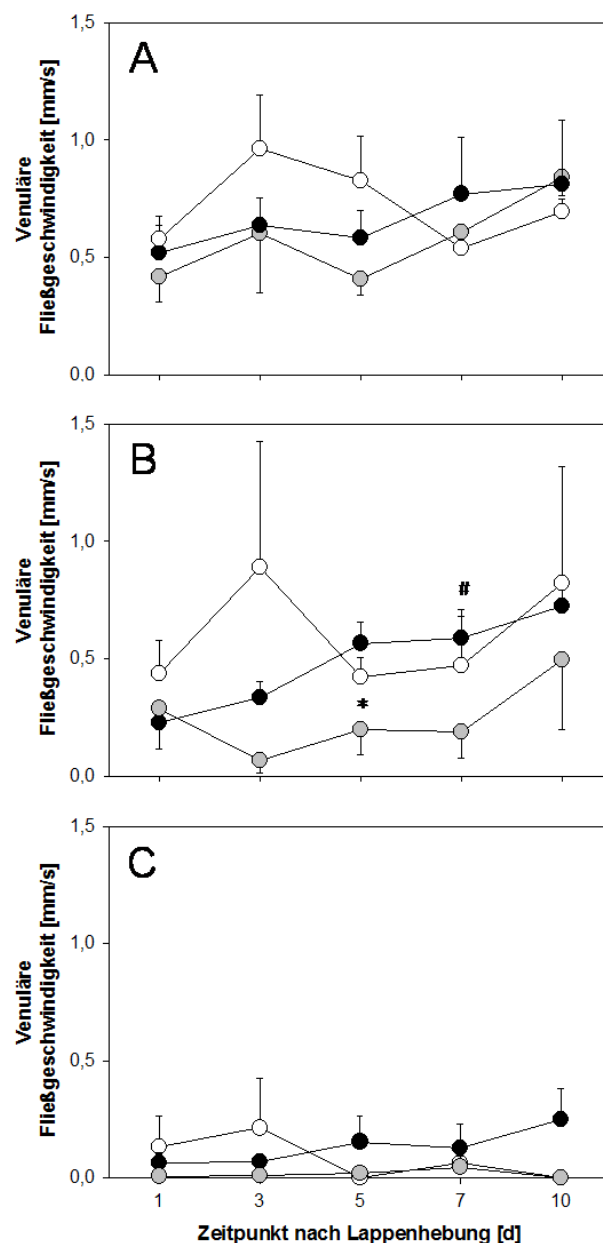 A
Venuläre
Fließgeschwindigkeit [mm/s]
1,5
1,0
0,5
0,0
B
Venuläre
Fließgeschwindigkeit [mm/s]
1,5
1,0
0,5
0,0
#
*
C
Venuläre
Fließgeschwindigkeit [mm/s]
1,5
1,0
0,5
0,0
1 3 5 7 10
Zeitpunkt nach Lappenhebung [d]